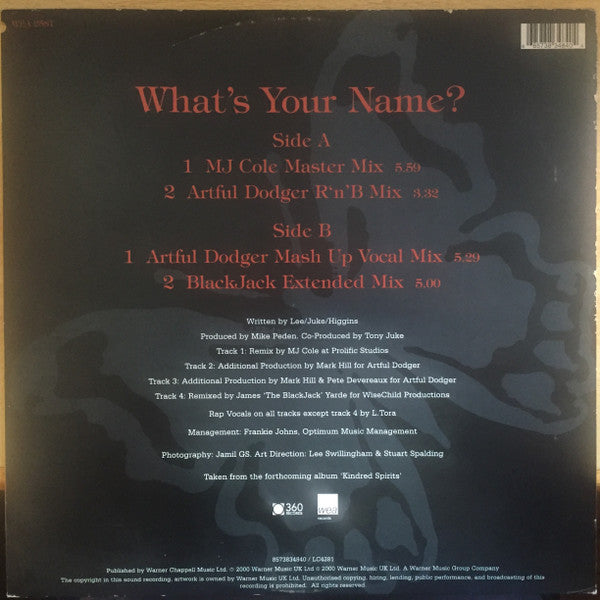 WEA 258T
8573834840
What's Your Name?
Side A
1 MJ Cole Master Mix 5.59
2 Artful Dodger R'n'B Mix 3.32
Side B
1 Artful Dodger Mash Up Vocal Mix 5.29
2 BlackJack Extended Mix 5.00
Written by Lee/Juke/Higgins
Produced by Mike Peden. Co-Produced by Tony Juke
Track 1: Remix by MJ Cole at Prolific Studios
Track 2: Additional Production by Mark Hill for Artful Dodger
Track 3: Additional Production by Mark Hill & Pete Devereaux for Artful Dodger
Track 4: Remixed by James 'The BlackJack' Yarde for WiseChild Productions
Rap Vocals on all tracks except track 4 by L.Tora
Management: Frankie Johns, Optimum Music Management
Photography: Jamil GS. Art Direction: Lee Swillingham & Stuart Spalding
Taken from the forthcoming album 'Kindred Spirits'
360 RECORDS wea records
8573834840 / LC4281
Published by Warner Chappell Music Ltd. ℗ 2000 Warner Music UK Ltd © 2000 Warner Music UK Ltd. A Warner Music Group Company
The copyright in this sound recording, artwork is owned by Warner Music UK Ltd. Unauthorised copying, hiring, lending, public performance, and broadcasting of this
recording is prohibited. All rights reserved.